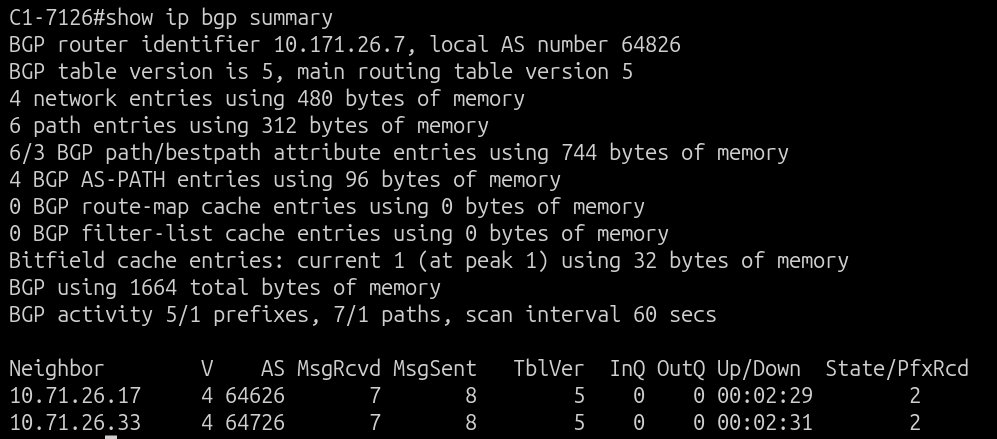 C1-7126#show ip bgp summary
BGP router identifier 10.171.26.7, local AS number 64826
BGP table version is 5, main routing table version 5
4 network entries using 480 bytes of memory
6 path entries using 312 bytes of memory
6/3 BGP path/bestpath attribute entries using 744 bytes of memory
4 BGP AS-PATH entries using 96 bytes of memory
0 BGP route-map cache entries using 0 bytes of memory
0 BGP filter-list cache entries using 0 bytes of memory
Bitfield cache entries: current 1 (at peak 1) using 32 bytes of memory
BGP using 1664 total bytes of memory
BGP activity 5/1 prefixes, 7/1 paths, scan interval 60 secs

Neighbor        V    AS MsgRcvd MsgSent   TblVer  InQ OutQ Up/Down  State/PfxRcd
10.71.26.17     4 64626       7       8        5    0    0 00:02:29        2
10.71.26.33     4 64726       7       8        5    0    0 00:02:31        2